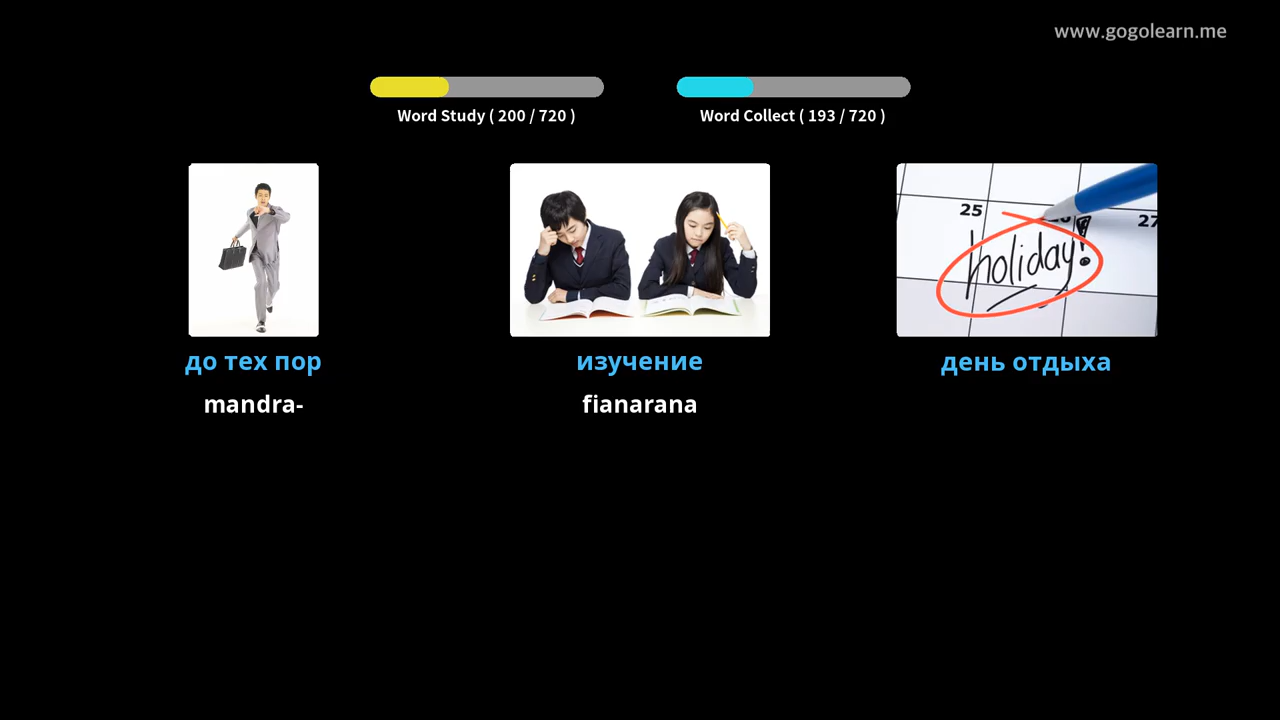 www.gogolearn.me
Word Study ( 200 / 720 )
Word Collect ( 193 / 720 )
25
27
holiday!
до тех пор
изучение
день отдыха
mandra-
fianarana